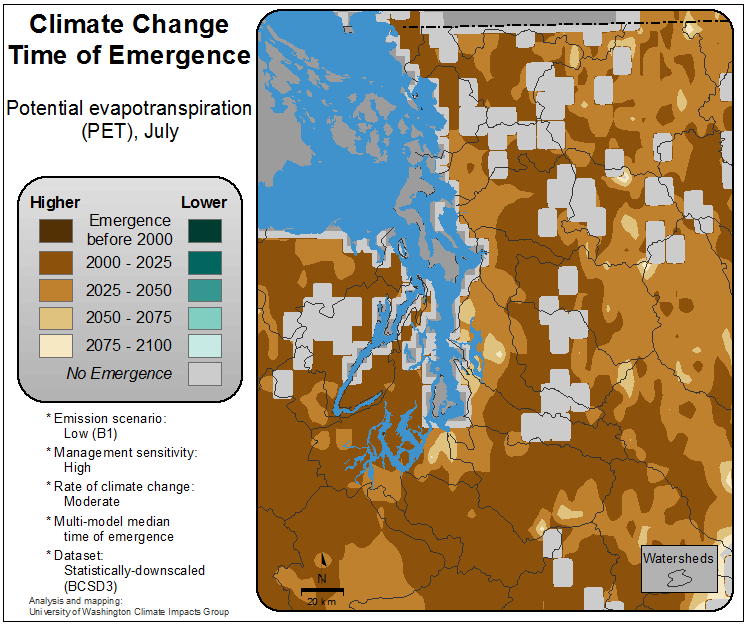 Climate Change
Time of Emergence
Potential evapotranspiration
(PET), July
Higher Lower
Emergence
before 2000
2000 - 2025
2025 - 2050
2050 - 2075
2075 - 2100
No Emergence
* Emission scenario:
Low (B1)
* Management sensitivity:
High
* Rate of climate change:
Moderate
* Multi-model median
time of emergence
* Dataset:
Statistically-downscaled
(BCSD3)
Analysis and mapping:
University of Washington Climate Impacts Group
N
20 km
Watersheds